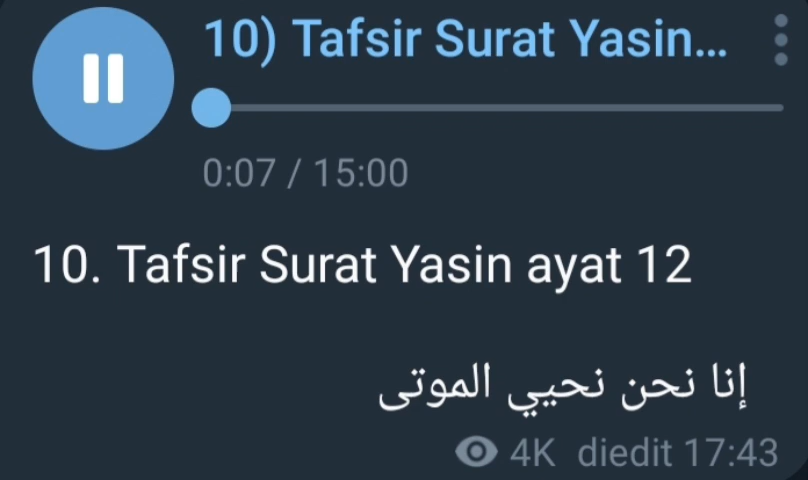 10) Tafsir Surat Yasin...
0:07 / 15:00
10. Tafsir Surat Yasin ayat 12
إنا نحن نحيي الموتى
4K diedit 17:43